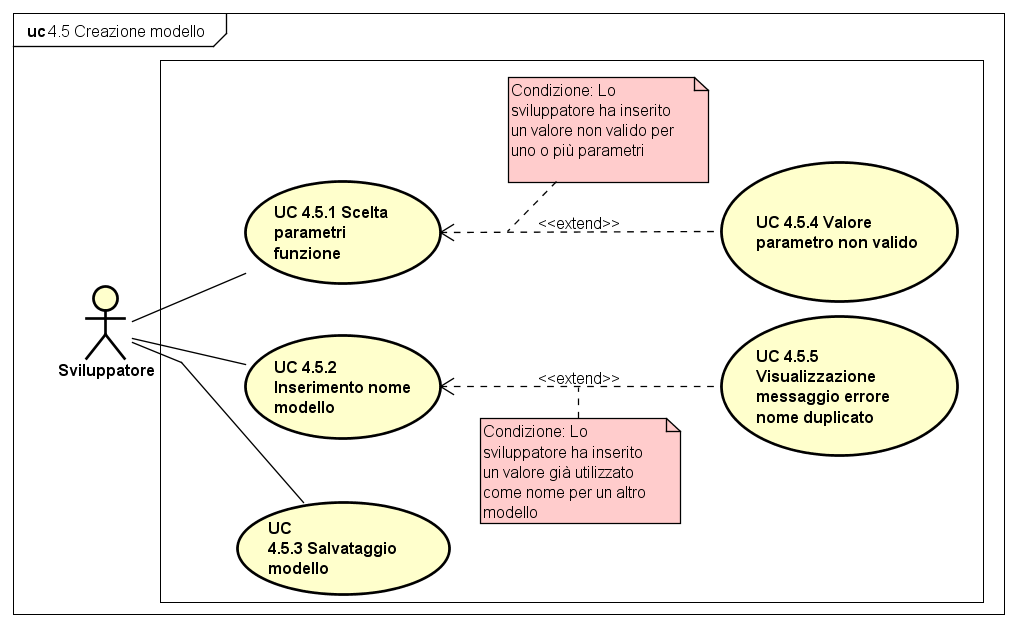 uc 4.5 Creazione modello
Condizione: Lo
sviluppatore ha inserito
un valore non valido per
uno o più parametri
UC 4.5.1 Scelta
parametri
funzione
<<extend>>
UC 4.5.4 Valore
parametro non valido
Sviluppatore
UC 4.5.2
Inserimento nome
modello
<<extend>>
UC 4.5.5
Visualizzazione
messaggio errore
nome duplicato
Condizione: Lo
sviluppatore ha inserito
un valore già utilizzato
come nome per un altro
modello
UC
4.5.3 Salvataggio
modello